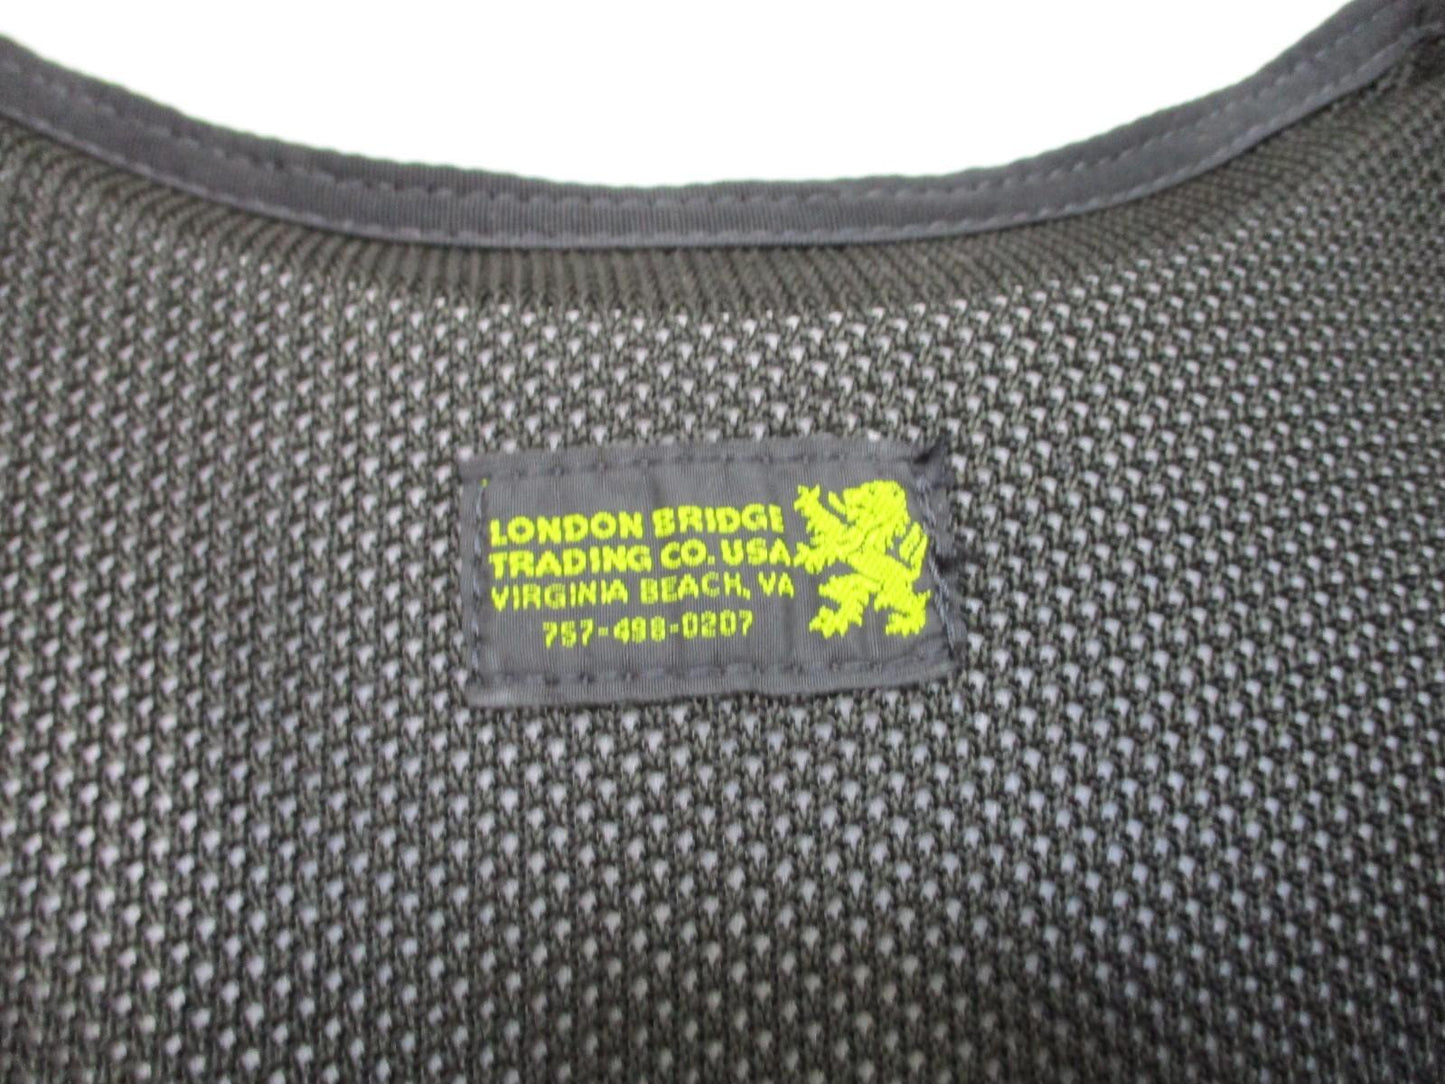 LONDON BRIDGE
TRADING CO. USA
VIRGINIA BEACH, VA
757-498-0207